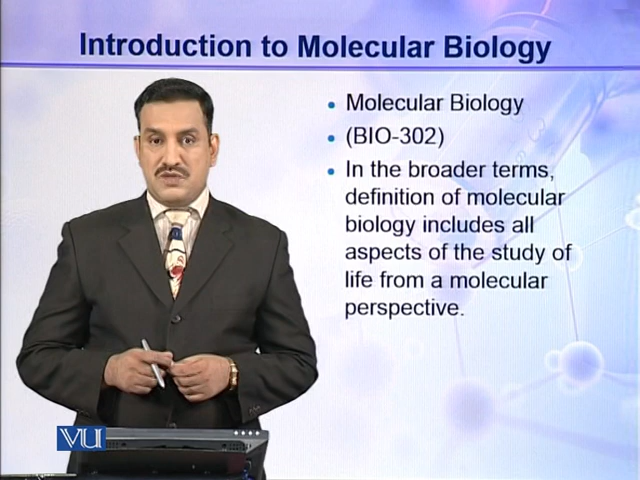 Introduction to Molecular Biology
• Molecular Biology
• (BIO-302)
• In the broader terms,
definition of molecular
biology includes all
aspects of the study of
life from a molecular
perspective.
VU